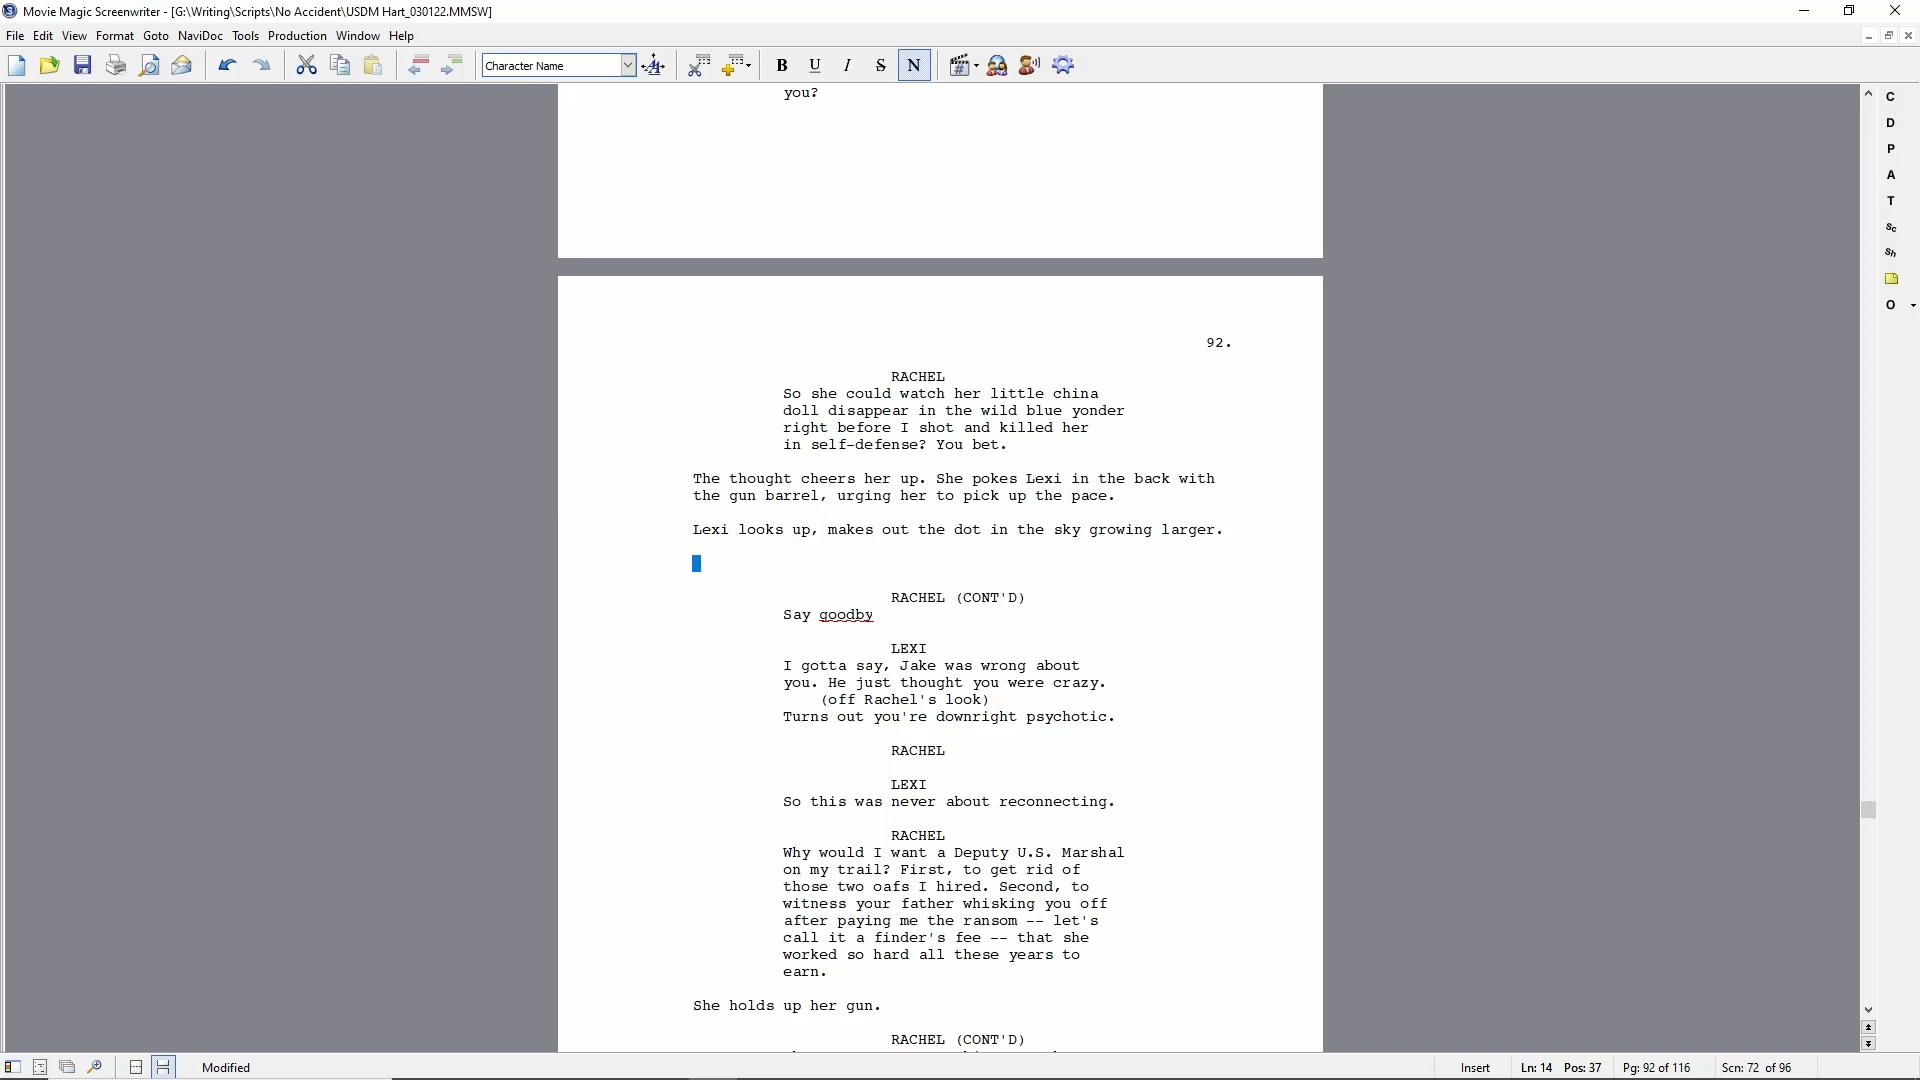 Movie Magic Screenwriter - [G:\Writing\Scripts\No Accident\USDM Hart_030122.MMSW]
File Edit View Format Goto NaviDoc Tools Production Window Help
Character Name
B U I S N
C
D
P
A
T
Sc
Sh
O
you?
92.
RACHEL
So she could watch her little china
doll disappear in the wild blue yonder
right before I shot and killed her
in self-defense? You bet.
The thought cheers her up. She pokes Lexi in the back with
the gun barrel, urging her to pick up the pace.
Lexi looks up, makes out the dot in the sky growing larger.
RACHEL (CONT'D)
Say goodby
LEXI
I gotta say, Jake was wrong about
you. He just thought you were crazy.
(off Rachel's look)
Turns out you're downright psychotic.
RACHEL
LEXI
So this was never about reconnecting.
RACHEL
Why would I want a Deputy U.S. Marshal
on my trail? First, to get rid of
those two oafs I hired. Second, to
witness your father whisking you off
after paying me the ransom -- let's
call it a finder's fee -- that she
worked so hard all these years to
earn.
She holds up her gun.
RACHEL (CONT'D)
Modified
Insert Ln: 14 Pos: 37 Pg: 92 of 116 Scn: 72 of 96